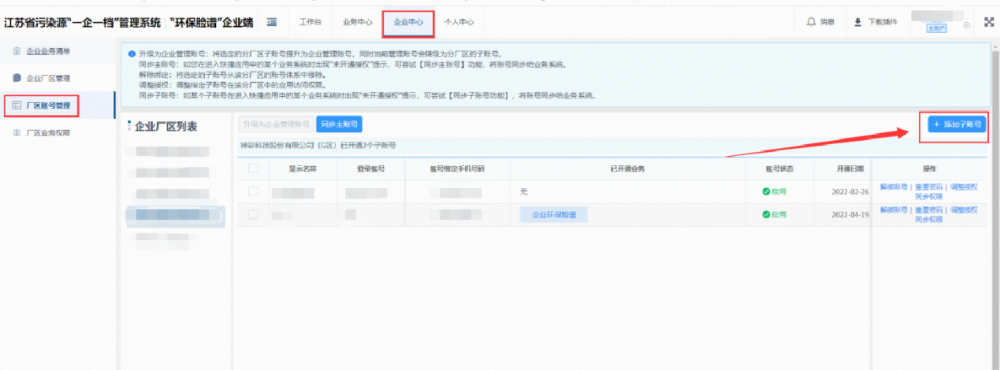 江苏省污染源“一企一档”管理系统 “环保脸谱”企业端 工作台 业务中心 企业中心 个人中心 消息 下载插件
主账户
企业业务清单
企业厂区管理
厂区账号管理
厂区业务权限
升级为企业管理账号：将选定的分厂区子账号提升为企业管理账号，同时当前管理账号会降级为分厂区的子账号。
同步主账号：如您在进入快捷应用中的某个业务系统时出现“未开通授权”提示，可尝试【同步主账号】功能，将账号同步给业务系统。
解除绑定：将选定的子账号从该分厂区的账号体系中移除。
调整授权：调整指定子账号在该分厂区中的应用访问权限。
同步子账号：如某个子账号在进入快捷应用中的某个业务系统时出现“未开通授权”提示，可尝试【同步子账号功能】，将账号同步给业务系统。
企业厂区列表
升级为企业管理账号 同步主账号 + 添加子账号
神彩科技股份有限公司（G区）已开通2个子账号
显示名称 登录账号 账号绑定手机号码 已开通业务 账号状态 开通日期 操作
无 启用 2022-02-26 解绑账号 | 重置密码 | 调整授权
同步权限
企业环保脸谱 启用 2022-04-19 解绑账号 | 重置密码 | 调整授权
同步权限